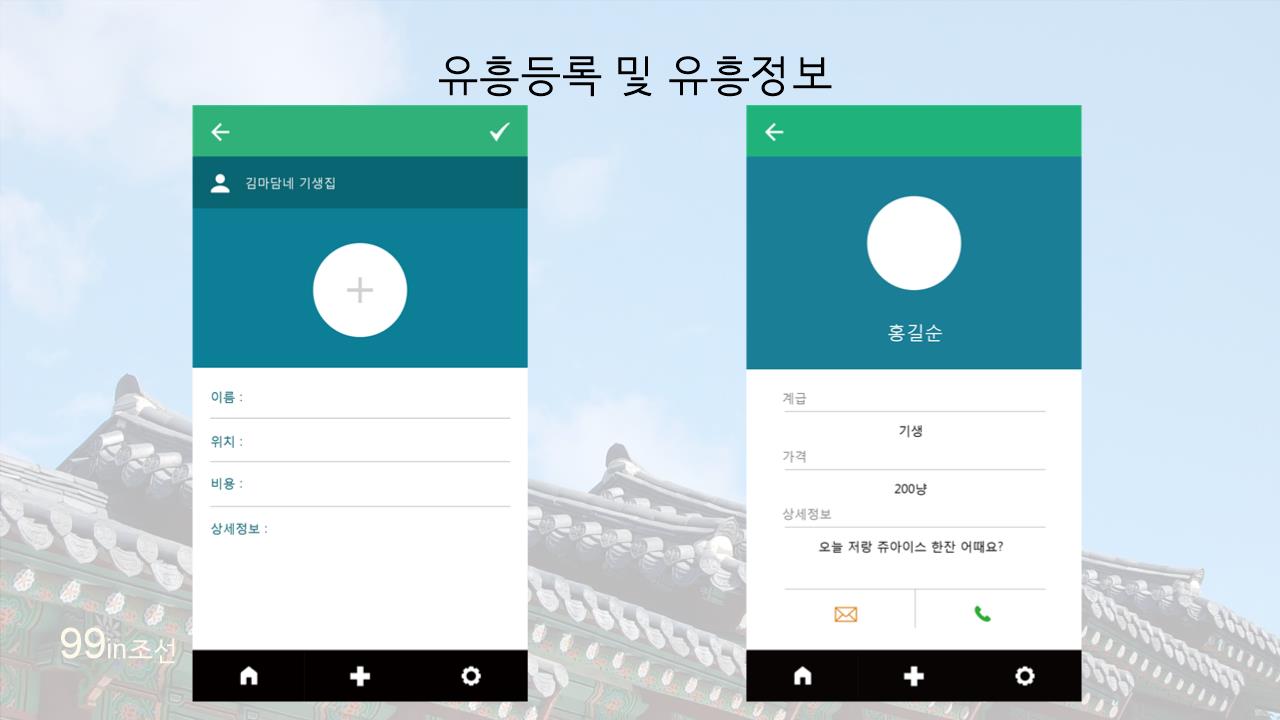 유흥등록 및 유흥정보
김마담네 기생집
이름 :
위치 :
비용 :
상세정보 :
홍길순
계급
기생
가격
200냥
상세정보
오늘 저랑 쥬아이스 한잔 어때요?
99in조선